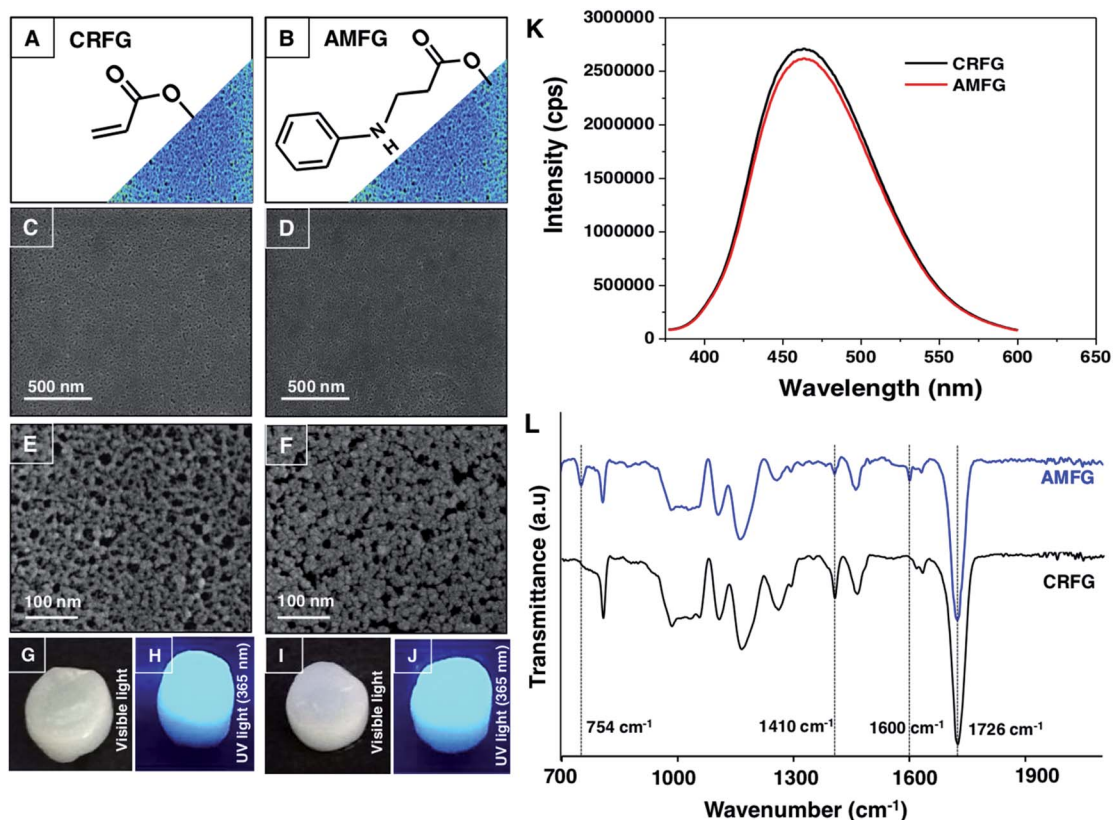 A CRFG
O
O
B AMFG
O
O
N
H
C
500 nm
D
500 nm
E
100 nm
F
100 nm
G
Visible light
H
UV light (365 nm)
I
Visible light
J
UV light (365 nm)
K
3000000
2500000
2000000
1500000
1000000
500000
0
Intensity (cps)
CRFG
AMFG
400 450 500 550 600 650
Wavelength (nm)
L
Transmittance (a.u)
AMFG
CRFG
754 cm⁻¹
1410 cm⁻¹
1600 cm⁻¹
1726 cm⁻¹
700 1000 1300 1600 1900
Wavenumber (cm⁻¹)